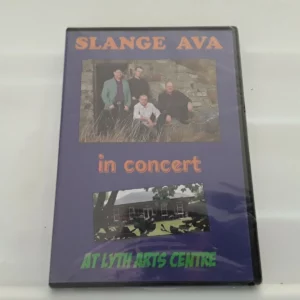 SLANGE AVA
in concert
AT LYTH ARTS CENTRE